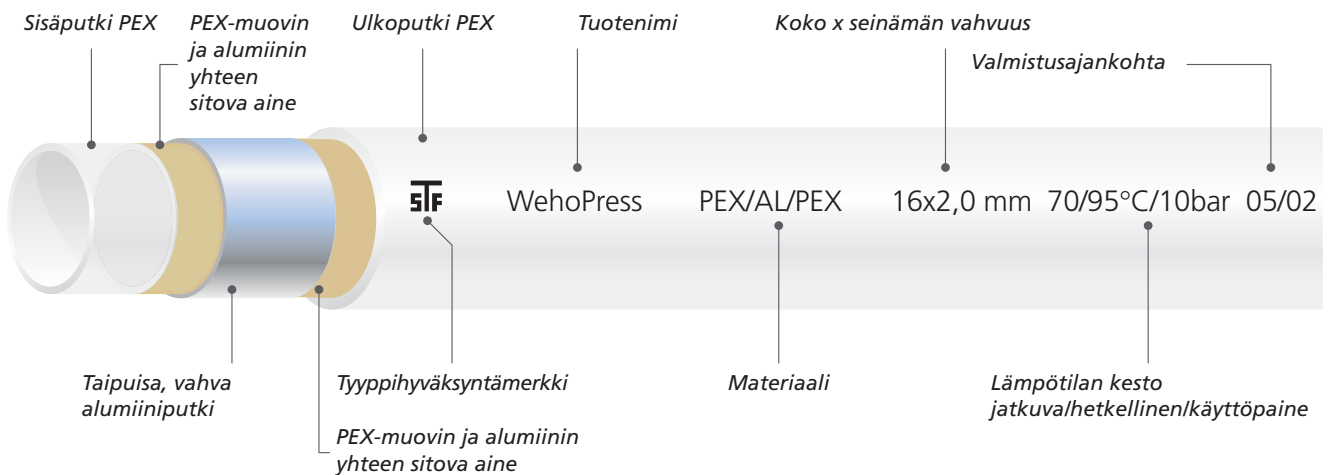 Sisäputki PEX
PEX-muovin
ja alumiinin
yhteen
sitova aine
Ulkoputki PEX
Tuotenimi
Koko x seinämän vahvuus
Valmistusajankohta
STF WehoPress PEX/AL/PEX 16x2,0 mm 70/95°C/10bar 05/02
Taipuisa, vahva
alumiiniputki
Tyyppihyväksyntämerkki
PEX-muovin ja alumiinin
yhteen sitova aine
Materiaali
Lämpötilan kesto
jatkuva/hetkellinen/käyttöpaine